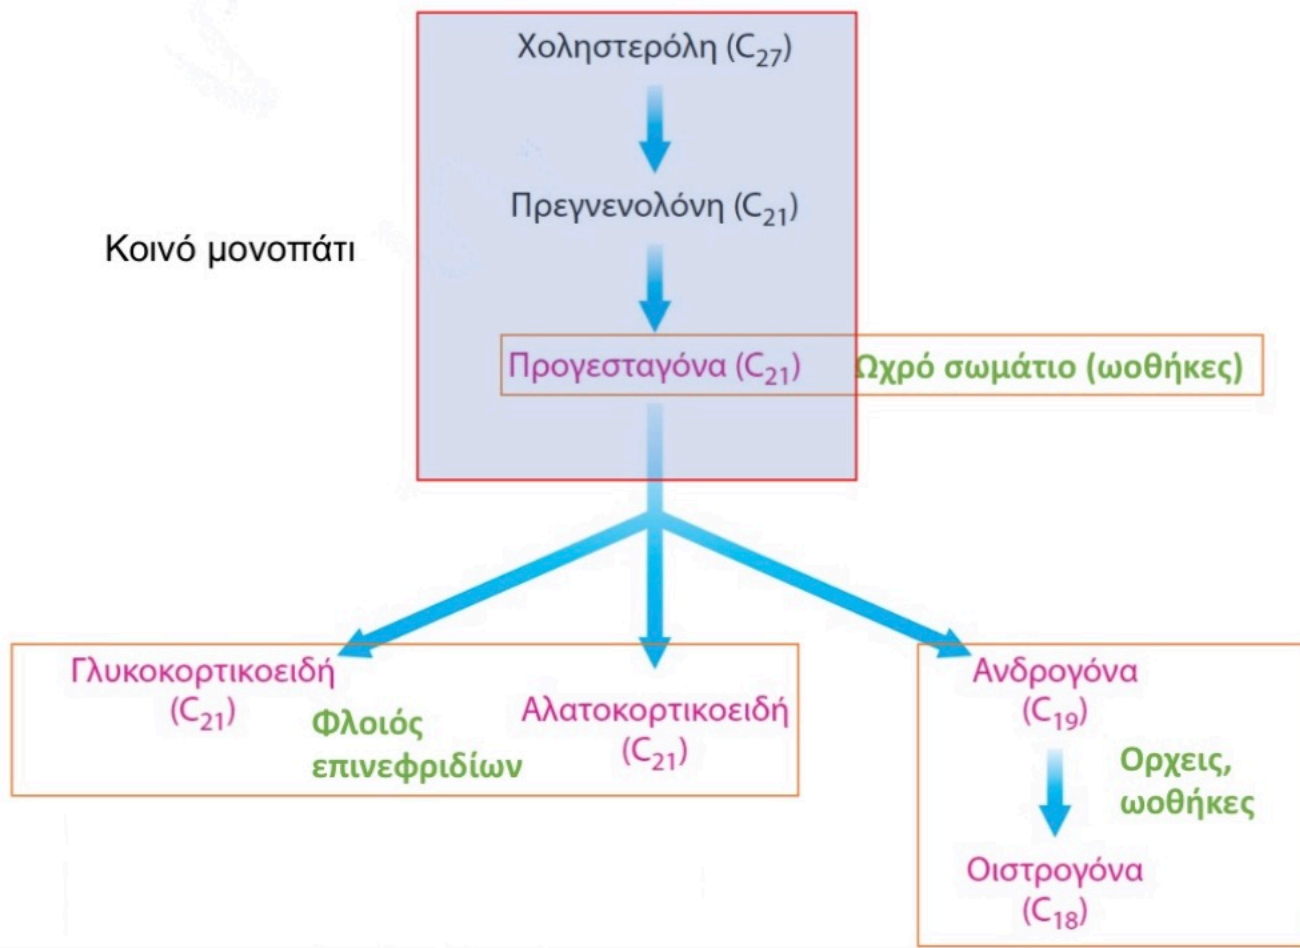 Χοληστερόλη (C₂₇)
Πρεγνενολόνη (C₂₁)
Κοινό μονοπάτι
Προγεσταγόνα (C₂₁) Ωχρό σωμάτιο (ωοθήκες)
Γλυκοκορτικοειδή
(C₂₁)
Φλοιός
επινεφριδίων
Αλατοκορτικοειδή
(C₂₁)
Ανδρογόνα
(C₁₉)
Ορχεις,
ωοθήκες
Οιστρογόνα
(C₁₈)